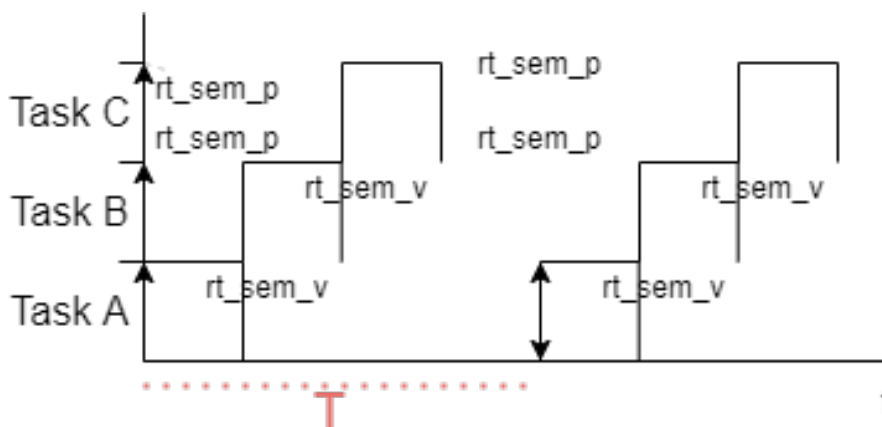 rt_sem_p
rt_sem_p
Task C
rt_sem_p
rt_sem_p
rt_sem_v
rt_sem_v
Task B
rt_sem_v
rt_sem_v
Task A
T